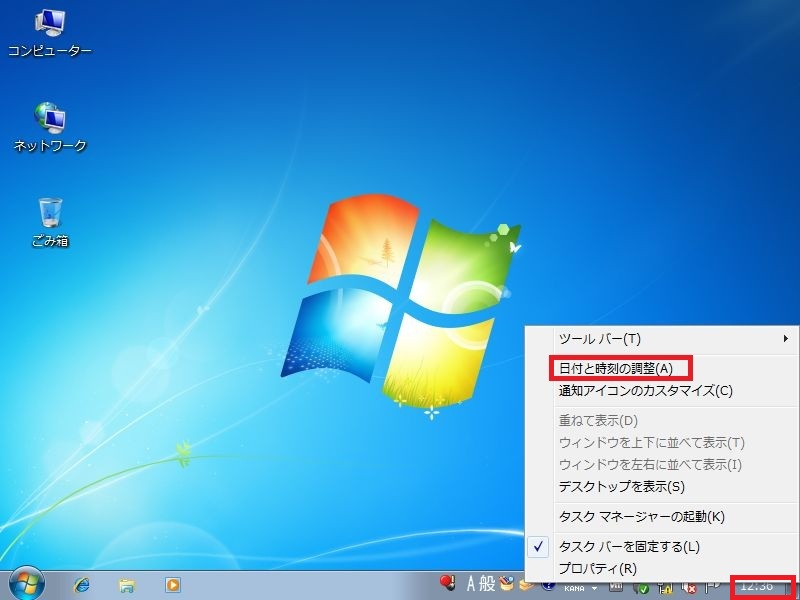 コンピューター
ネットワーク
ごみ箱
ツール バー(T)
日付と時刻の調整(A)
通知アイコンのカスタマイズ(C)
重ねて表示(D)
ウィンドウを上下に並べて表示(T)
ウィンドウを左右に並べて表示(I)
デスクトップを表示(S)
タスク マネージャーの起動(K)
タスク バーを固定する(L)
プロパティ(R)
A 般
KANA
12:36